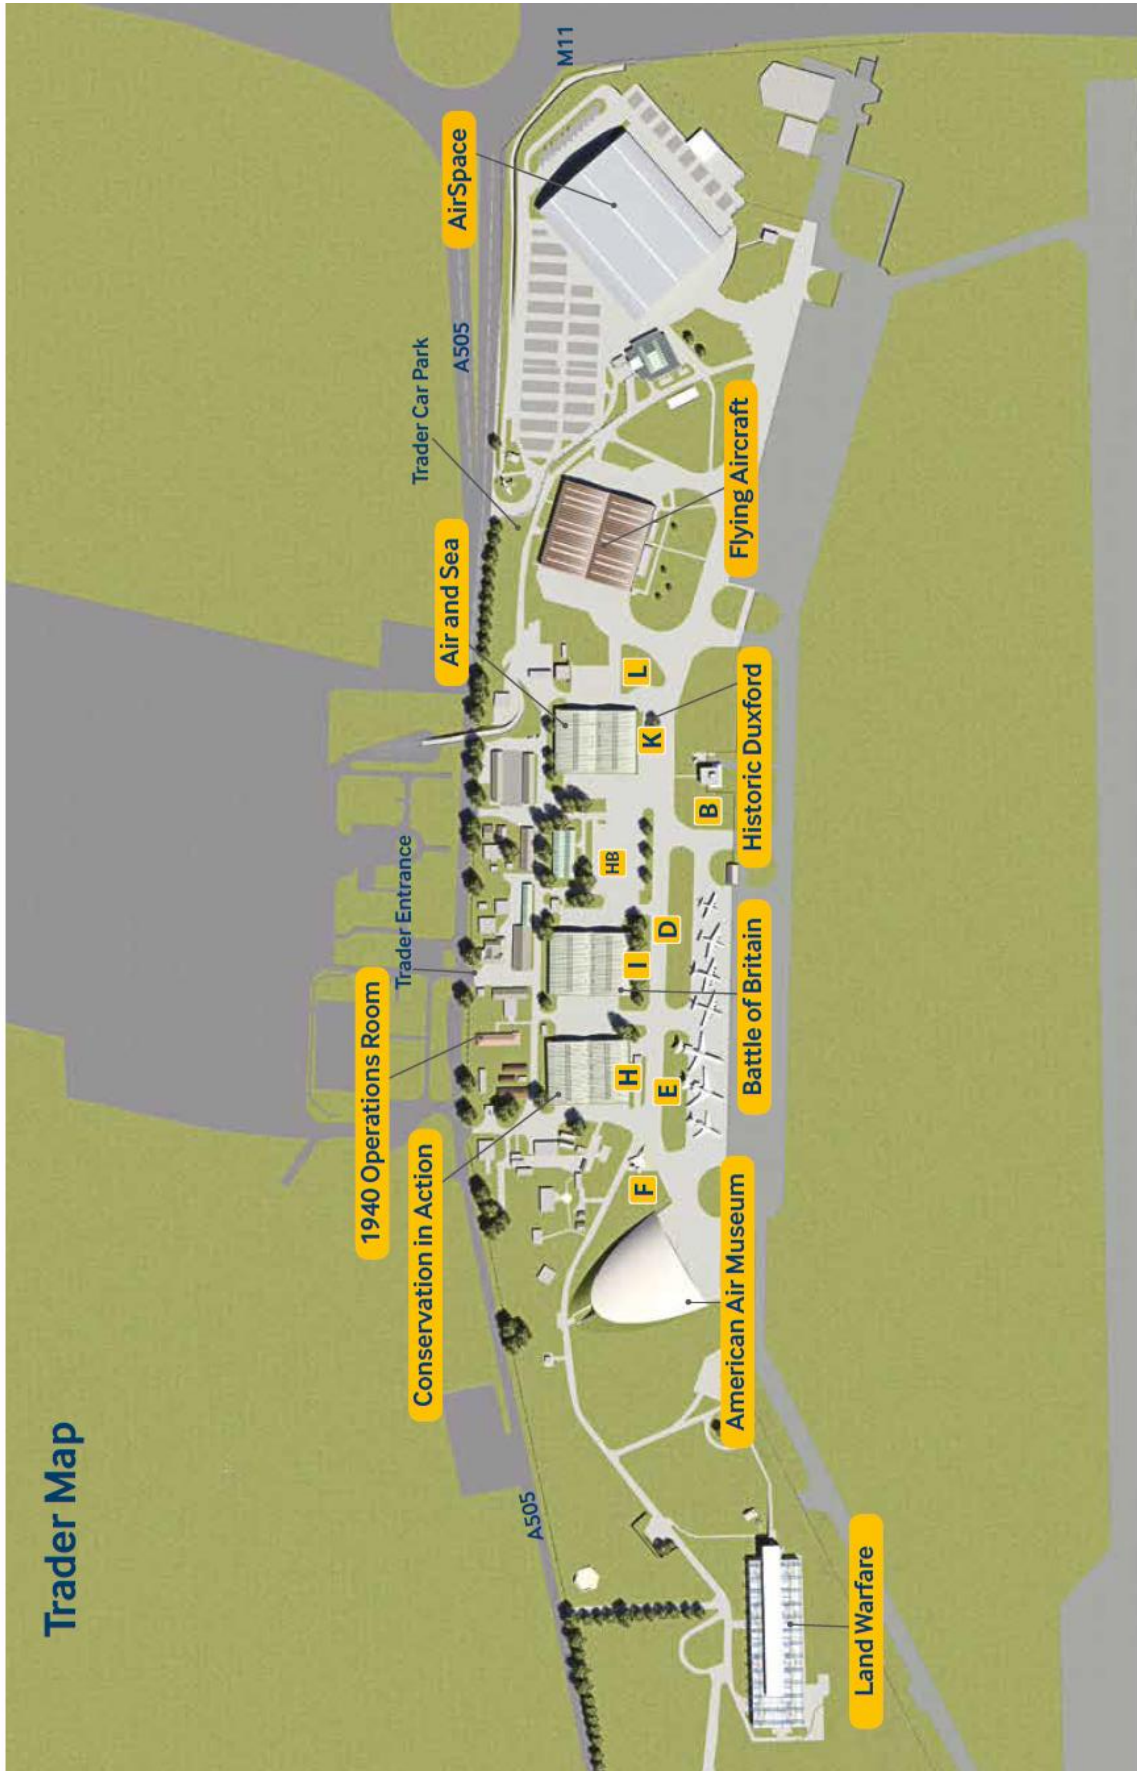 Trader Map
A505
Trader Entrance
Trader Car Park
A505
M11
1940 Operations Room
Conservation in Action
Air and Sea
AirSpace
F
H
E
I
D
HB
B
K
L
Land Warfare
American Air Museum
Battle of Britain
Historic Duxford
Flying Aircraft